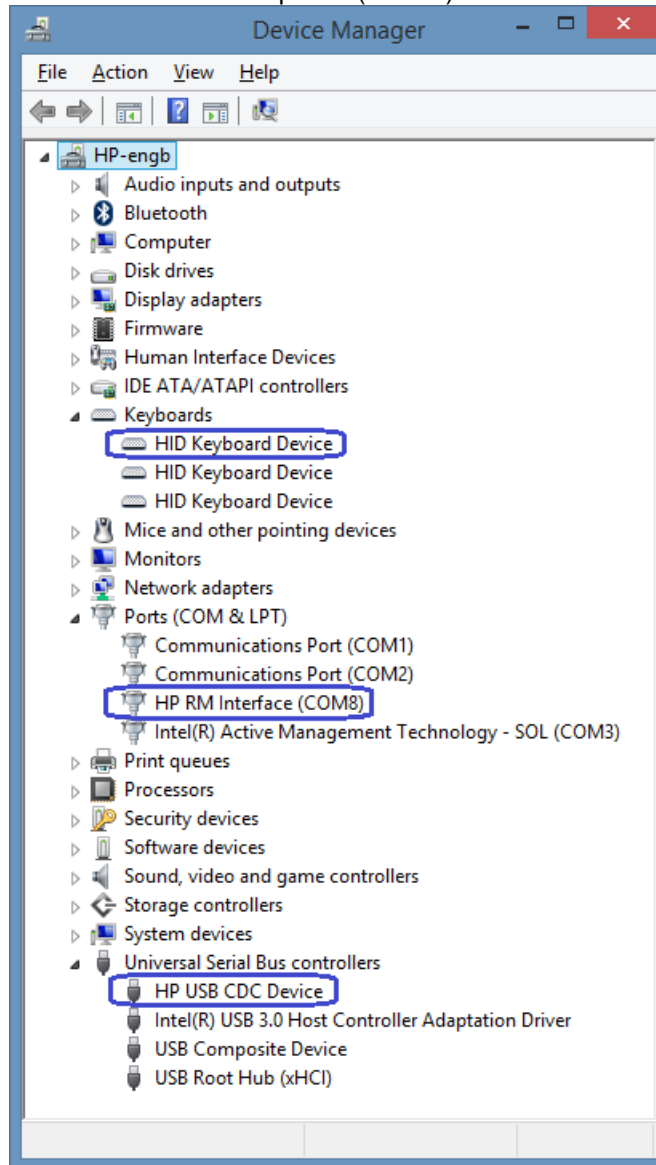 Device Manager
File Action View Help
HP-engb
Audio inputs and outputs
Bluetooth
Computer
Disk drives
Display adapters
Firmware
Human Interface Devices
IDE ATA/ATAPI controllers
Keyboards
HID Keyboard Device
HID Keyboard Device
HID Keyboard Device
Mice and other pointing devices
Monitors
Network adapters
Ports (COM & LPT)
Communications Port (COM1)
Communications Port (COM2)
HP RM Interface (COM8)
Intel(R) Active Management Technology - SOL (COM3)
Print queues
Processors
Security devices
Software devices
Sound, video and game controllers
Storage controllers
System devices
Universal Serial Bus controllers
HP USB CDC Device
Intel(R) USB 3.0 Host Controller Adaptation Driver
USB Composite Device
USB Root Hub (xHCI)